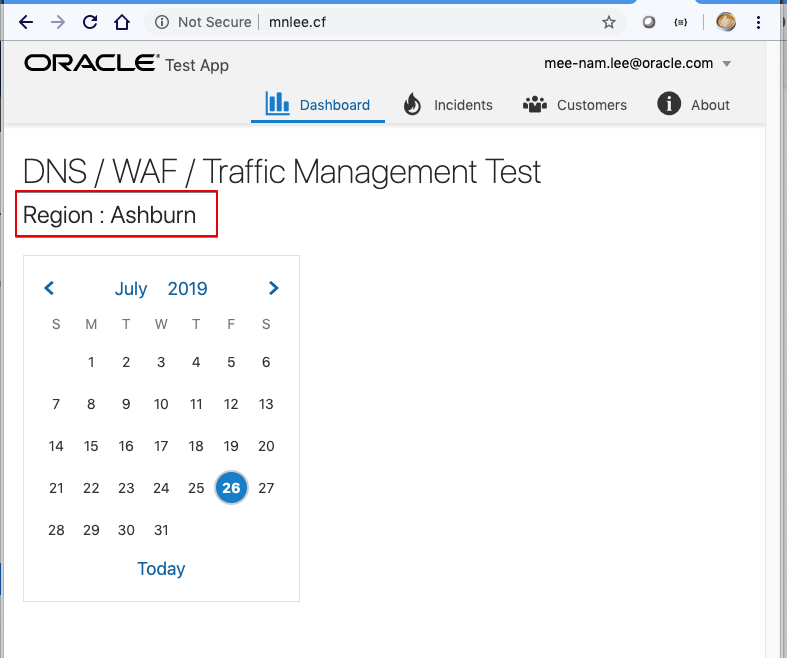 Not Secure mnlee.cf
ORACLE Test App
mee-nam.lee@oracle.com
Dashboard Incidents Customers About
DNS / WAF / Traffic Management Test
Region : Ashburn
July 2019
S M T W T F S
1 2 3 4 5 6
7 8 9 10 11 12 13
14 15 16 17 18 19 20
21 22 23 24 25 26 27
28 29 30 31
Today